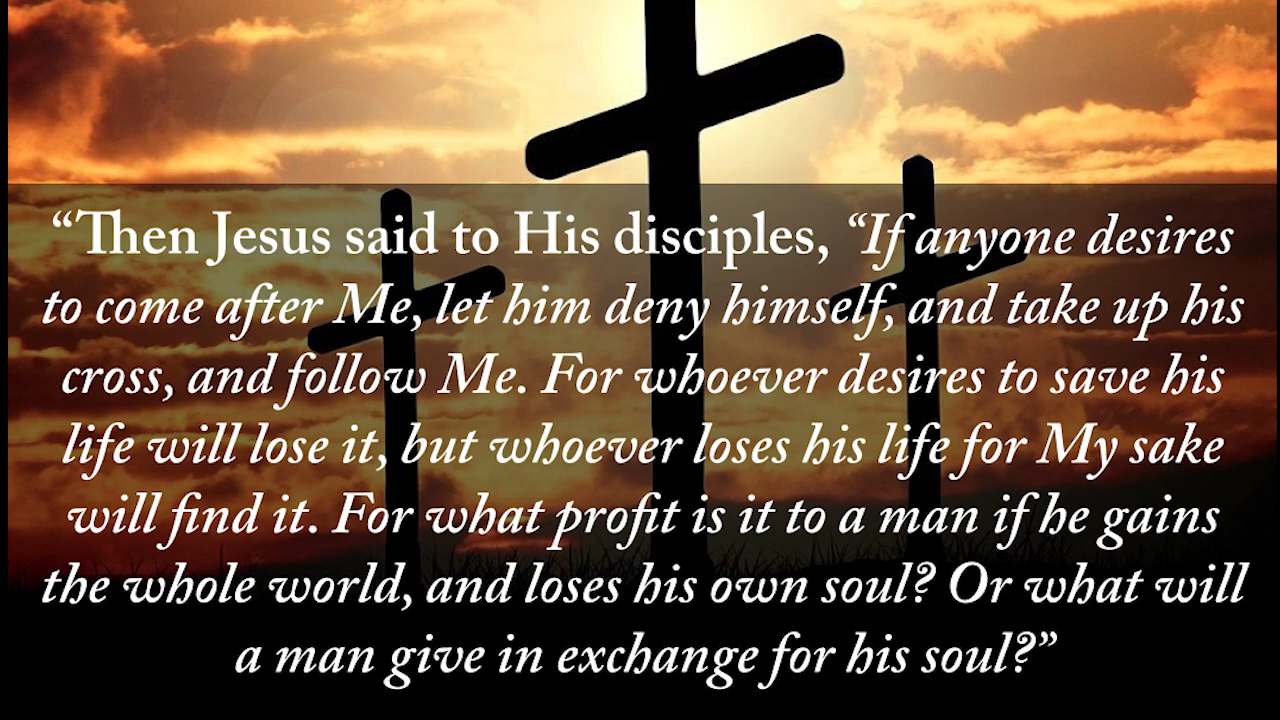 “Then Jesus said to His disciples, “If anyone desires
to come after Me, let him deny himself, and take up his
cross, and follow Me. For whoever desires to save his
life will lose it, but whoever loses his life for My sake
will find it. For what profit is it to a man if he gains
the whole world, and loses his own soul? Or what will
a man give in exchange for his soul?”